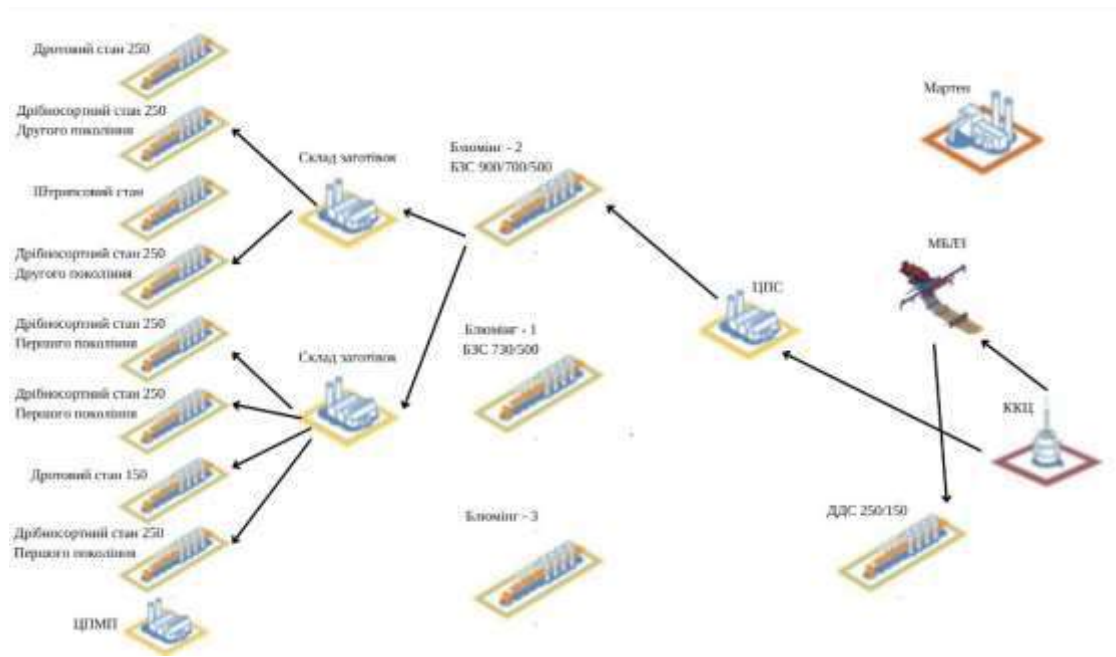 Дротовий стан 250
Дрібносортний стан 250
Другого покоління
Штрипсовий стан
Дрібносортний стан 250
Другого покоління
Дрібносортний стан 250
Першого покоління
Дрібносортний стан 250
Першого покоління
Дротовий стан 150
Дрібносортний стан 250
Першого покоління
ЦПМП
Склад заготівок
Склад заготівок
Блюмінг - 2
БЗС 900/700/500
Блюмінг - 1
БЗС 730/500
Блюмінг - 3
ЦПС
Мартен
МБЛЗ
ККЦ
ДДС 250/150